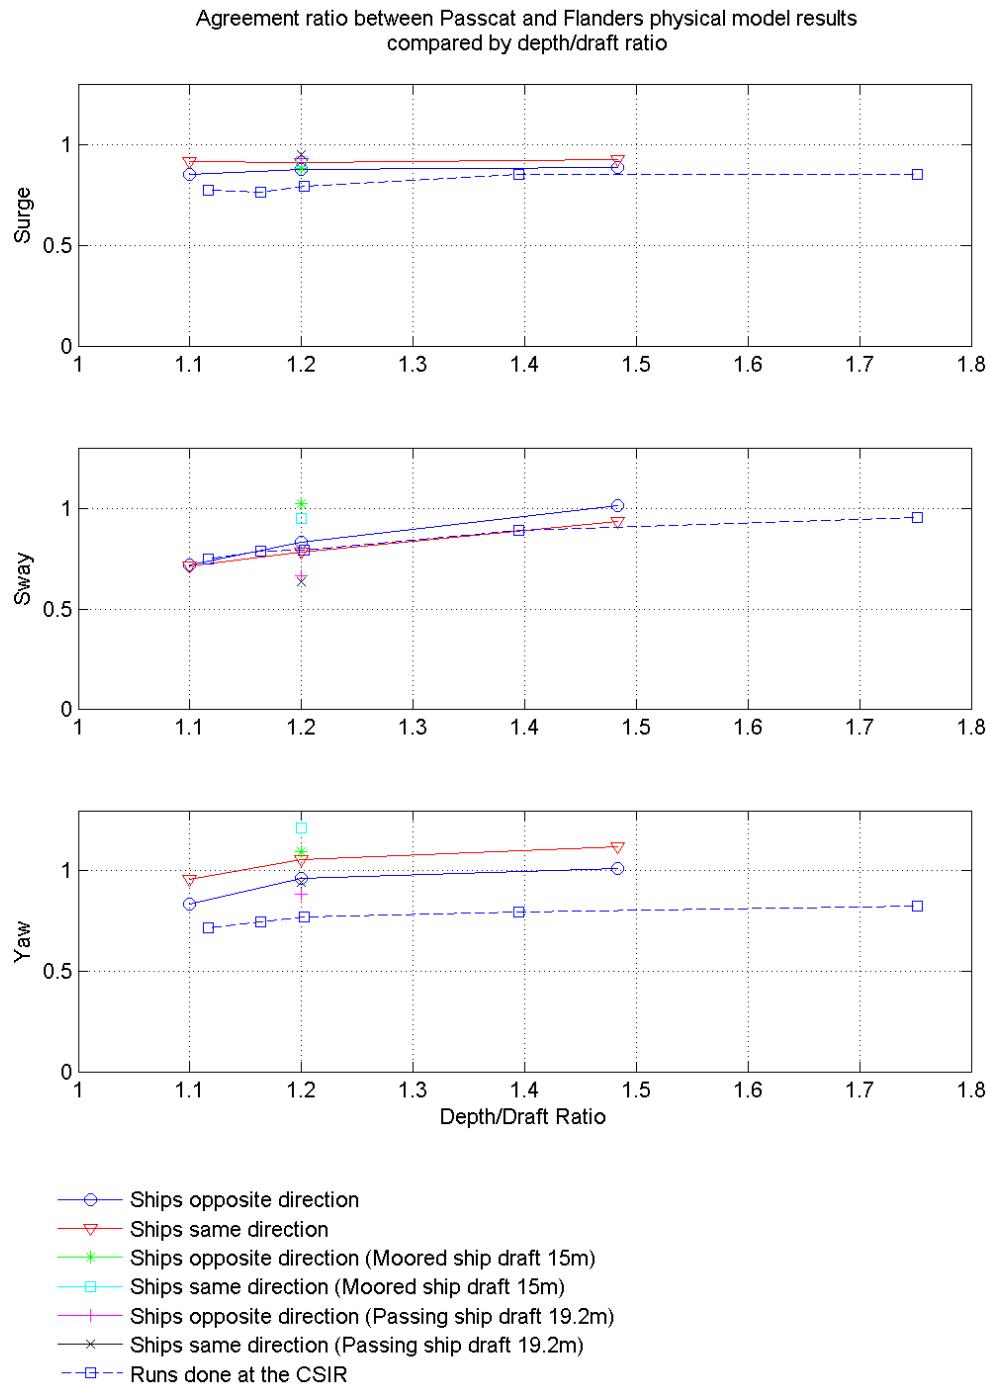 Agreement ratio between Passcat and Flanders physical model results
compared by depth/draft ratio
Surge
1
0.5
0
1 1.1 1.2 1.3 1.4 1.5 1.6 1.7 1.8
Sway
1
0.5
0
1 1.1 1.2 1.3 1.4 1.5 1.6 1.7 1.8
Yaw
1
0.5
0
1 1.1 1.2 1.3 1.4 1.5 1.6 1.7 1.8
Depth/Draft Ratio
Ships opposite direction
Ships same direction
Ships opposite direction (Moored ship draft 15m)
Ships same direction (Moored ship draft 15m)
Ships opposite direction (Passing ship draft 19.2m)
Ships same direction (Passing ship draft 19.2m)
Runs done at the CSIR